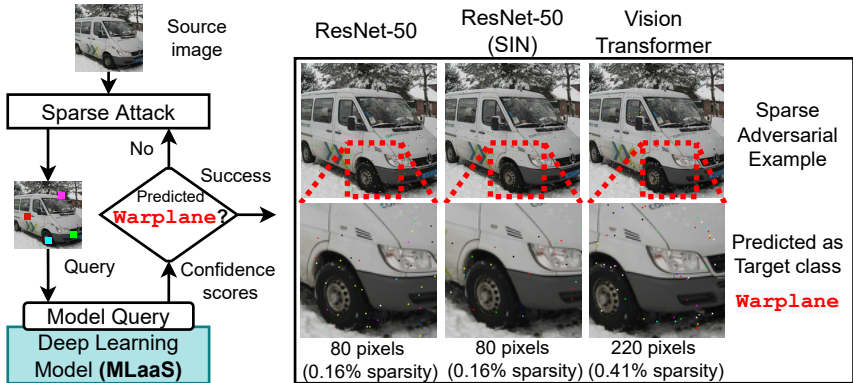 Source
image
Sparse Attack
No
Success
Predicted
Warplane?
Query
Confidence
scores
Model Query
Deep Learning
Model (MLaaS)
ResNet-50
ResNet-50
(SIN)
Vision
Transformer
Sparse
Adversarial
Example
Predicted as
Target class
Warplane
80 pixels
(0.16% sparsity)
80 pixels
(0.16% sparsity)
220 pixels
(0.41% sparsity)